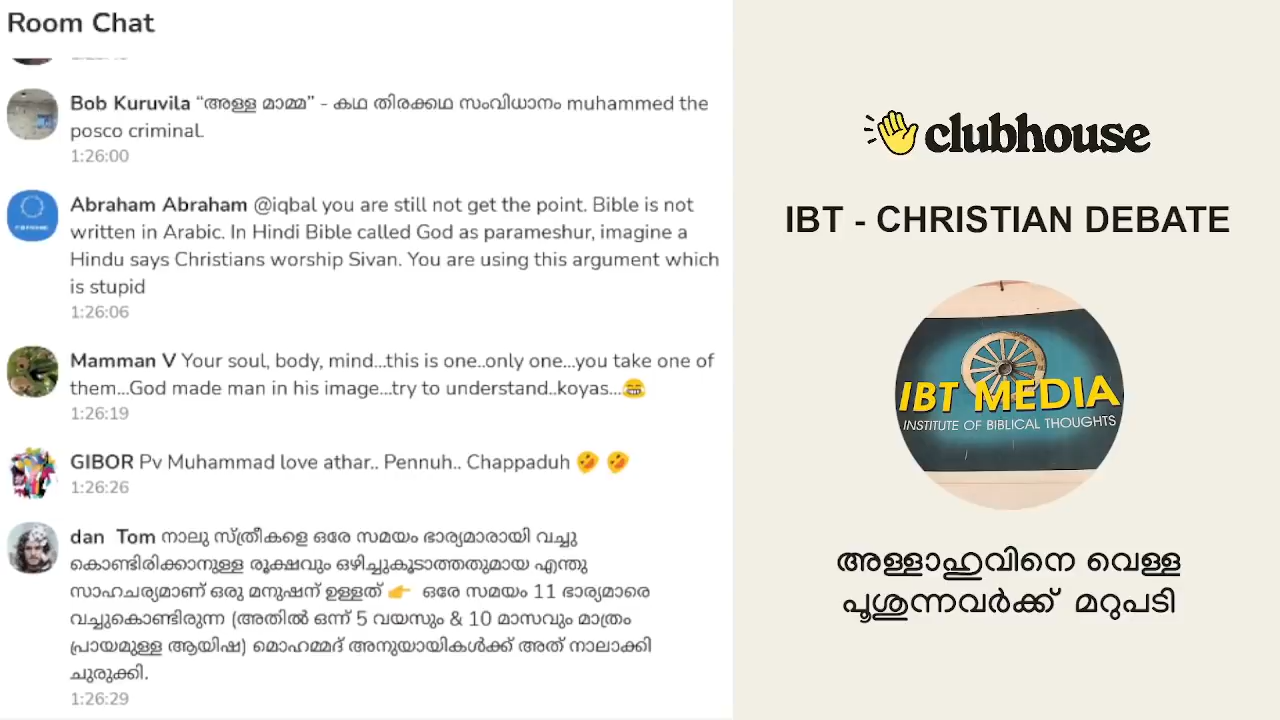 Room Chat
Bob Kuruvila “അള്ള മാമ്മ” - കഥ തിരക്കഥ സംവിധാനം muhammed the
posco criminal.
1:26:00
Abraham Abraham @iqbal you are still not get the point. Bible is not
written in Arabic. In Hindi Bible called God as parameshur, imagine a
Hindu says Christians worship Sivan. You are using this argument which
is stupid
1:26:06
Mamman V Your soul, body, mind...this is one..only one...you take one of
them...God made man in his image...try to understand..koyas...😁
1:26:19
GIBOR Pv Muhammad love athar.. Pennuh.. Chappaduh 🤣 🤣
1:26:26
dan Tom നാലു സ്ത്രീകളെ ഒരേ സമയം ഭാര്യമാരായി വച്ചു
കൊണ്ടിരിക്കാനുള്ള രൂക്ഷവും ഒഴിച്ചുകൂടാത്തതുമായ എന്തു
സാഹചര്യമാണ് ഒരു മനുഷന് ഉള്ളത് 👉 ഒരേ സമയം 11 ഭാര്യമാരെ
വച്ചുകൊണ്ടിരുന്ന (അതിൽ ഒന്ന് 5 വയസും & 10 മാസവും മാത്രം
പ്രായമുള്ള ആയിഷ) മൊഹമ്മദ് അനുയായികൾക്ക് അത് നാലാക്കി
ചുരുക്കി.
1:26:29
clubhouse
IBT - CHRISTIAN DEBATE
IBT MEDIA
INSTITUTE OF BIBLICAL THOUGHTS
അള്ളാഹുവിനെ വെള്ള
പൂശുന്നവർക്ക് മറുപടി